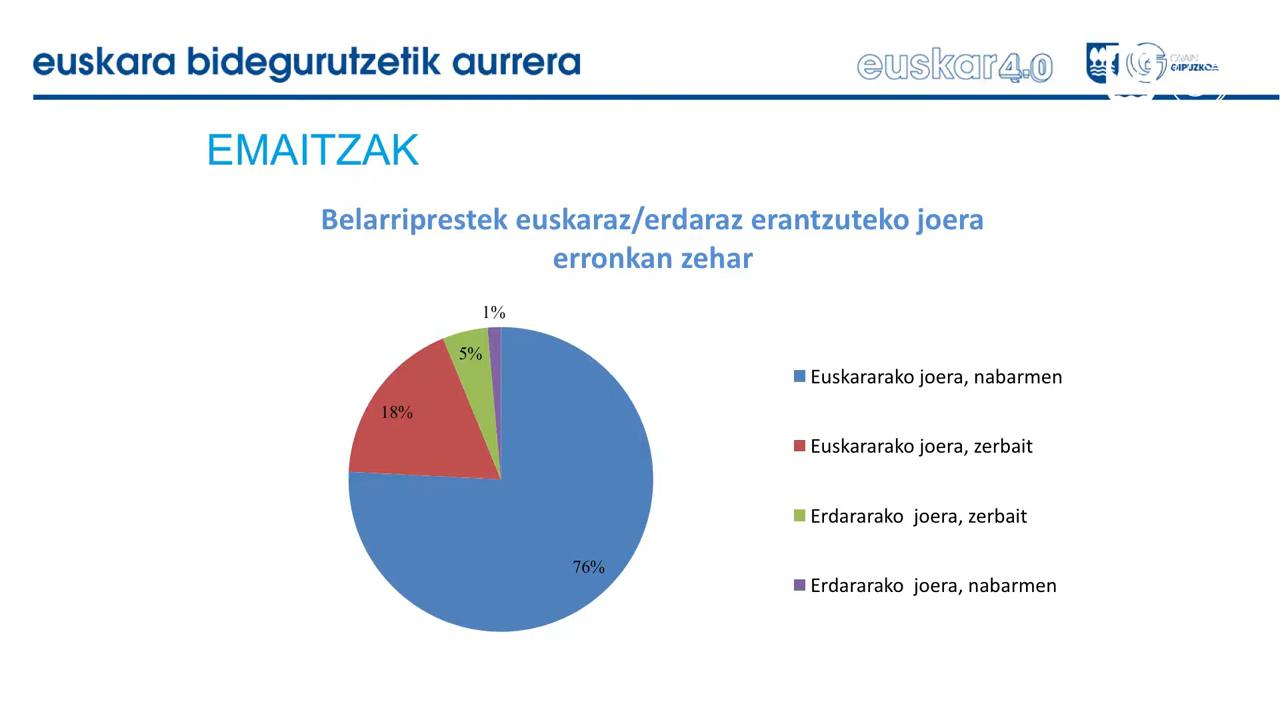 euskara bidegurutzetik aurrera
euskar4.0
GIPUZKOA
EMAITZAK
Belarriprestek euskaraz/erdaraz erantzuteko joera
erronkan zehar
1%
5%
18%
76%
Euskararako joera, nabarmen
Euskararako joera, zerbait
Erdararako  joera, zerbait
Erdararako  joera, nabarmen